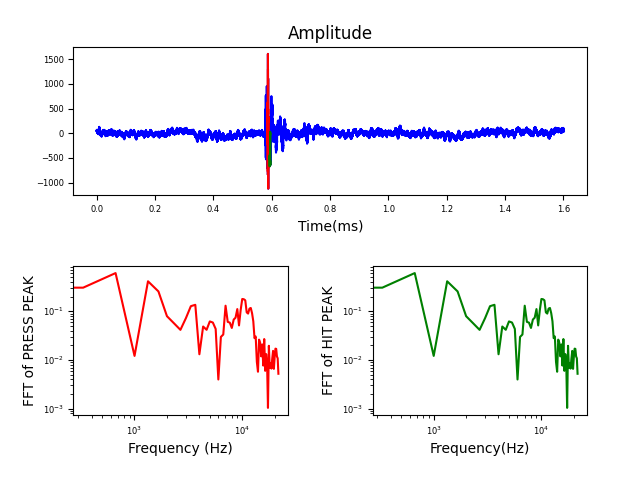 Amplitude
1500
1000
500
0
−500
−1000
0.0 0.2 0.4 0.6 0.8 1.0 1.2 1.4 1.6
Time(ms)
FFT of PRESS PEAK
10⁻¹
10⁻²
10⁻³
10³ 10⁴
Frequency (Hz)
FFT of HIT PEAK
10⁻¹
10⁻²
10⁻³
10³ 10⁴
Frequency(Hz)